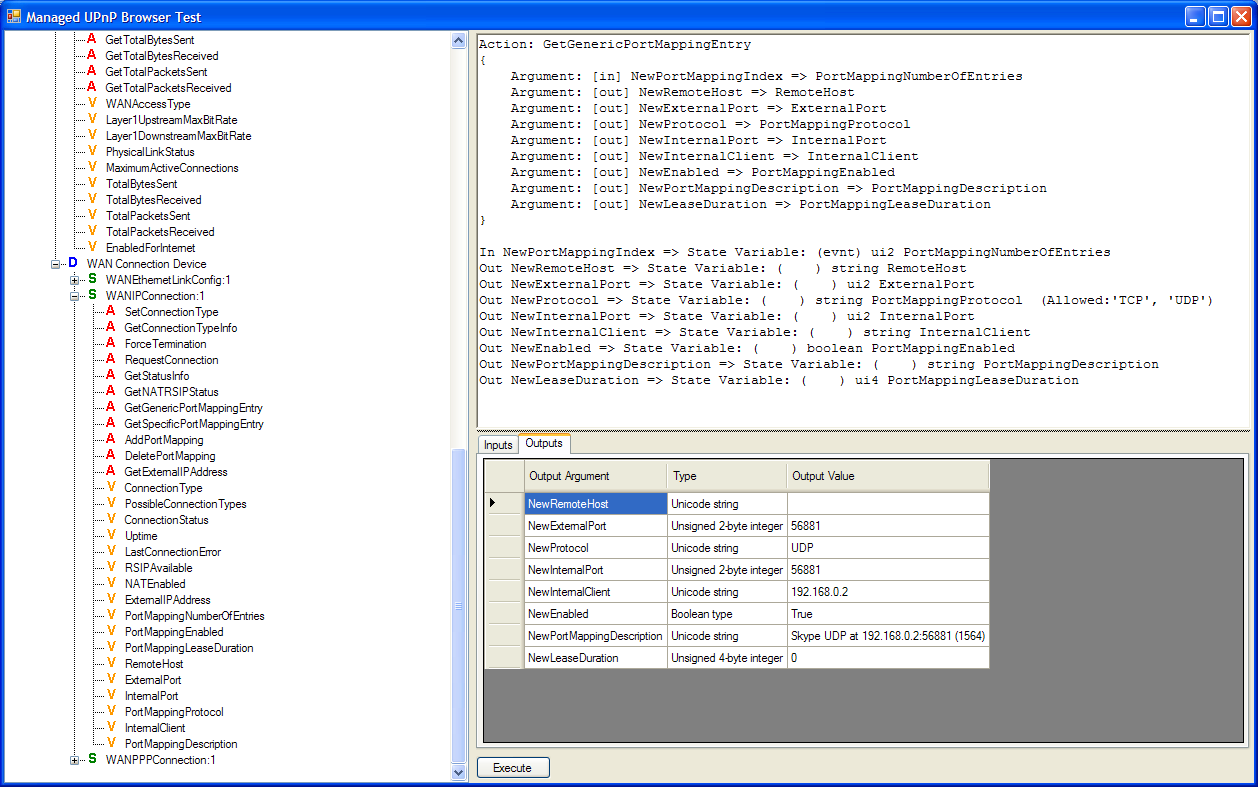 Managed UPnP Browser Test
A GetTotalBytesSent
A GetTotalBytesReceived
A GetTotalPacketsSent
A GetTotalPacketsReceived
V WANAccessType
V Layer1UpstreamMaxBitRate
V Layer1DownstreamMaxBitRate
V PhysicalLinkStatus
V MaximumActiveConnections
V TotalBytesSent
V TotalBytesReceived
V TotalPacketsSent
V TotalPacketsReceived
V EnabledForInternet
D WAN Connection Device
S WANEthernetLinkConfig:1
S WANIPConnection:1
A SetConnectionType
A GetConnectionTypeInfo
A ForceTermination
A RequestConnection
A GetStatusInfo
A GetNATRSIPStatus
A GetGenericPortMappingEntry
A GetSpecificPortMappingEntry
A AddPortMapping
A DeletePortMapping
A GetExternalIPAddress
V ConnectionType
V PossibleConnectionTypes
V ConnectionStatus
V Uptime
V LastConnectionError
V RSIPAvailable
V NATEnabled
V ExternalIPAddress
V PortMappingNumberOfEntries
V PortMappingEnabled
V PortMappingLeaseDuration
V RemoteHost
V ExternalPort
V InternalPort
V PortMappingProtocol
V InternalClient
V PortMappingDescription
S WANPPPConnection:1
Action: GetGenericPortMappingEntry
{
Argument: [in] NewPortMappingIndex => PortMappingNumberOfEntries
Argument: [out] NewRemoteHost => RemoteHost
Argument: [out] NewExternalPort => ExternalPort
Argument: [out] NewProtocol => PortMappingProtocol
Argument: [out] NewInternalPort => InternalPort
Argument: [out] NewInternalClient => InternalClient
Argument: [out] NewEnabled => PortMappingEnabled
Argument: [out] NewPortMappingDescription => PortMappingDescription
Argument: [out] NewLeaseDuration => PortMappingLeaseDuration
}
In NewPortMappingIndex => State Variable: (evnt) ui2 PortMappingNumberOfEntries
Out NewRemoteHost => State Variable: (    ) string RemoteHost
Out NewExternalPort => State Variable: (    ) ui2 ExternalPort
Out NewProtocol => State Variable: (    ) string PortMappingProtocol  (Allowed:'TCP', 'UDP')
Out NewInternalPort => State Variable: (    ) ui2 InternalPort
Out NewInternalClient => State Variable: (    ) string InternalClient
Out NewEnabled => State Variable: (    ) boolean PortMappingEnabled
Out NewPortMappingDescription => State Variable: (    ) string PortMappingDescription
Out NewLeaseDuration => State Variable: (    ) ui4 PortMappingLeaseDuration
Inputs Outputs
Output Argument Type Output Value
NewRemoteHost Unicode string
NewExternalPort Unsigned 2-byte integer 56881
NewProtocol Unicode string UDP
NewInternalPort Unsigned 2-byte integer 56881
NewInternalClient Unicode string 192.168.0.2
NewEnabled Boolean type True
NewPortMappingDescription Unicode string Skype UDP at 192.168.0.2:56881 (1564)
NewLeaseDuration Unsigned 4-byte integer 0
Execute